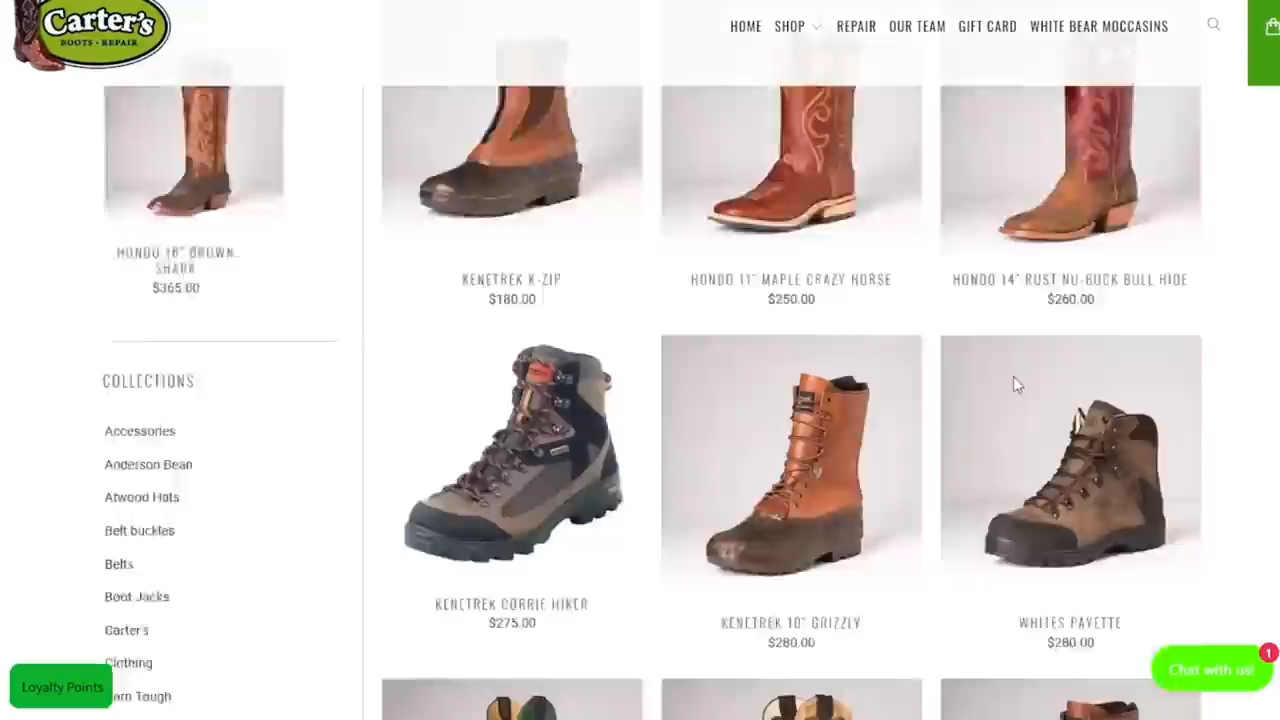 Carter's
BOOTS • REPAIR
HOME SHOP REPAIR OUR TEAM GIFT CARD WHITE BEAR MOCCASINS
HONDO 16" BROWN
SHARK
$365.00
KENETREK K-ZIP
$180.00
HONDO 11" MAPLE CRAZY HORSE
$250.00
HONDO 14" RUST NU-BUCK BULL HIDE
$260.00
COLLECTIONS
Accessories
Anderson Bean
Atwood Hats
Belt buckles
Belts
Boot Jacks
Carter's
Clothing
arn Tough
KENETREK CORRIE HIKER
$275.00
KENETREK 10" GRIZZLY
$280.00
WHITES PAYETTE
$280.00
Loyalty Points
Chat with us!
1